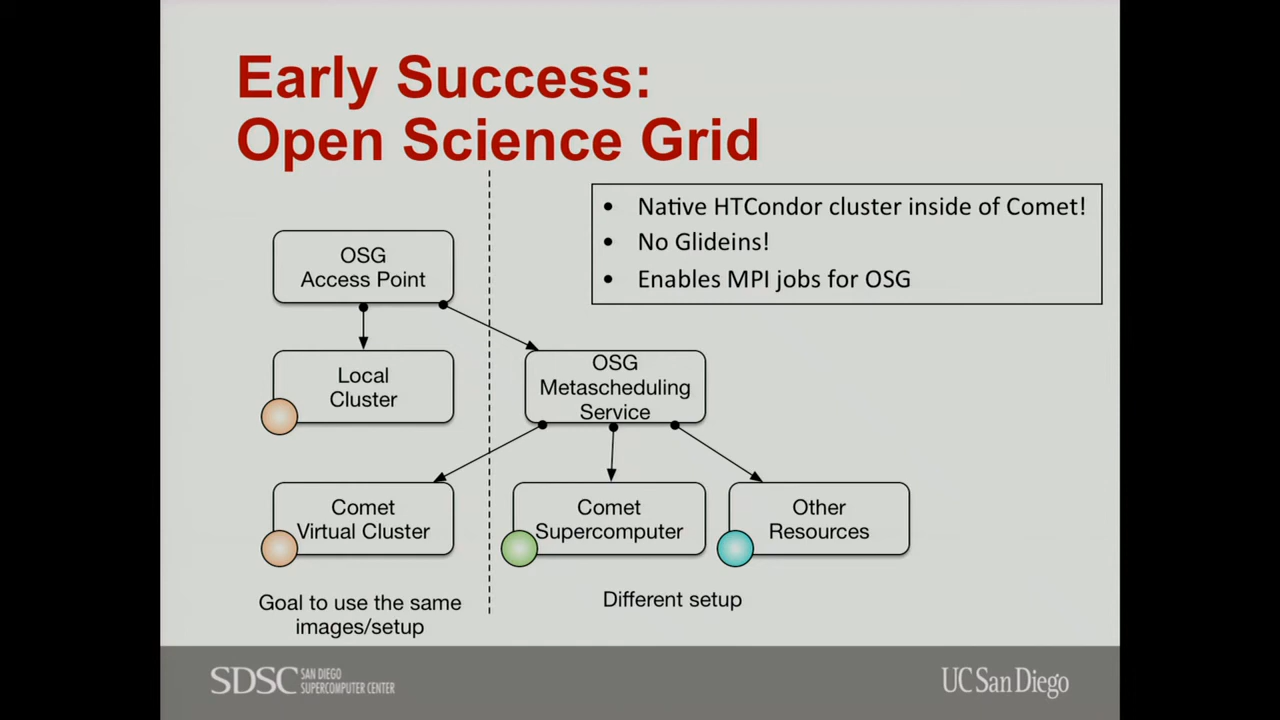 Early Success:
Open Science Grid
• Native HTCondor cluster inside of Comet!
• No Glideins!
• Enables MPI jobs for OSG
OSG
Access Point
Local
Cluster
OSG
Metascheduling
Service
Comet
Virtual Cluster
Comet
Supercomputer
Other
Resources
Goal to use the same
images/setup
Different setup
SDSC
SAN DIEGO
SUPERCOMPUTER CENTER
UC San Diego